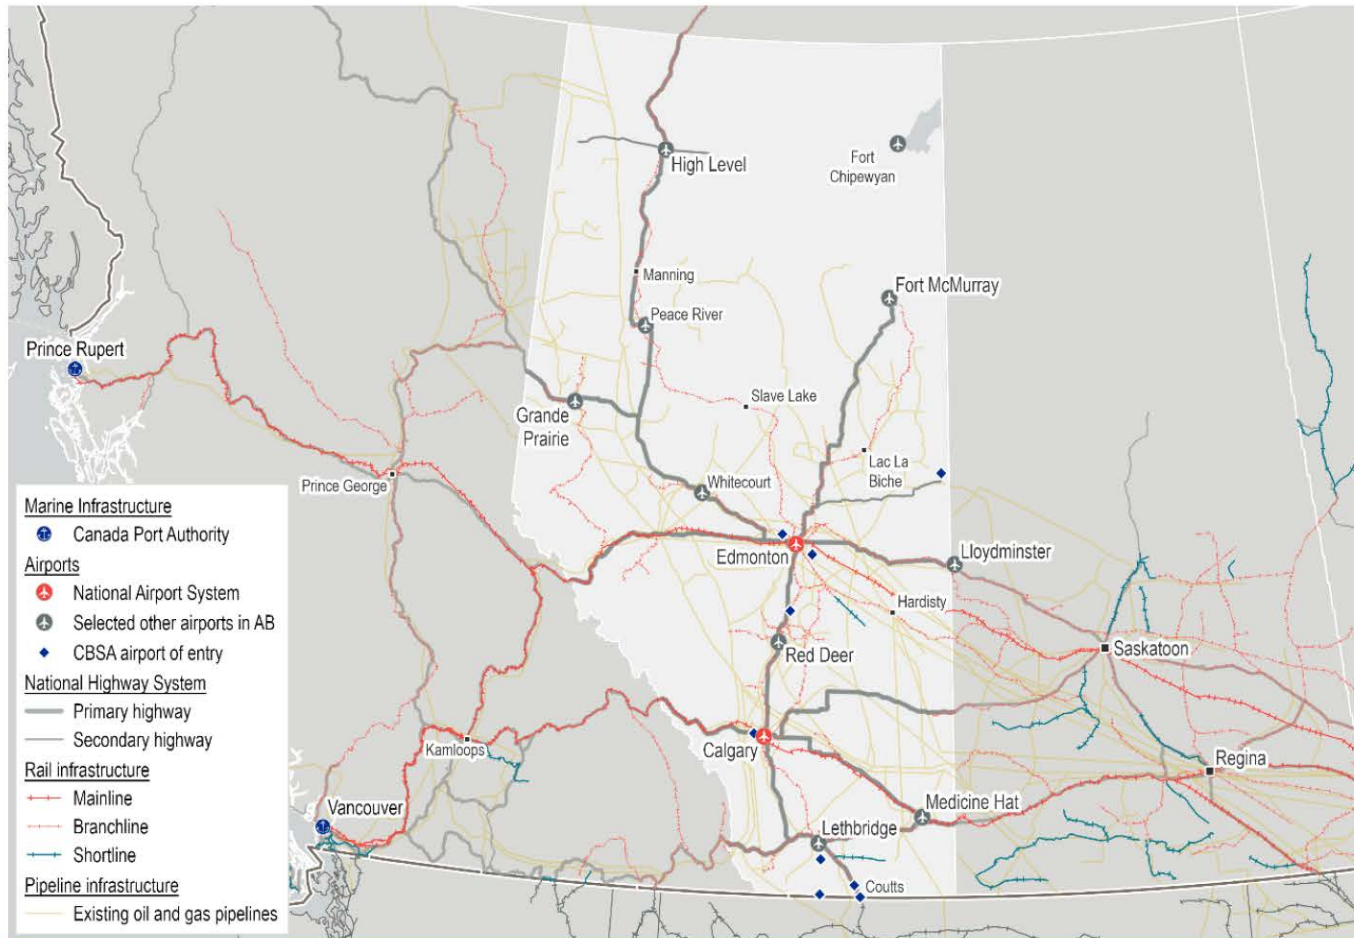 High Level
Fort
Chipewyan
Manning
Fort McMurray
Peace River
Prince Rupert
Slave Lake
Grande
Prairie
Lac La
Biche
Prince George
Whitecourt
Edmonton
Lloydminster
Hardisty
Red Deer
Saskatoon
Kamloops
Calgary
Regina
Vancouver
Medicine Hat
Lethbridge
Coutts
Marine Infrastructure
Canada Port Authority
Airports
National Airport System
Selected other airports in AB
CBSA airport of entry
National Highway System
Primary highway
Secondary highway
Rail infrastructure
Mainline
Branchline
Shortline
Pipeline infrastructure
Existing oil and gas pipelines